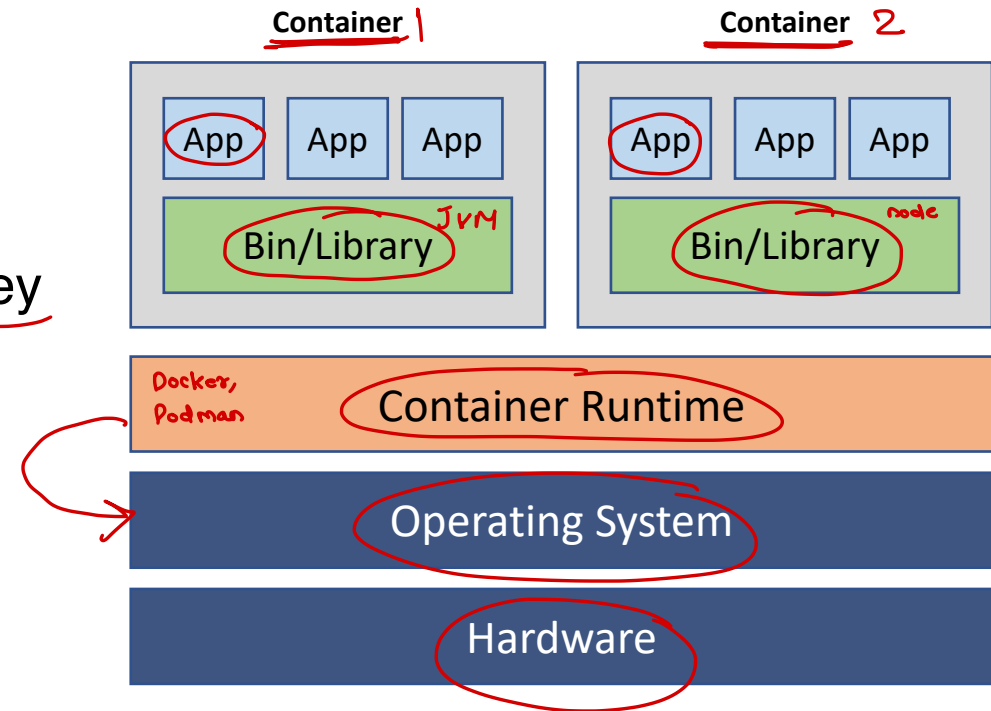 Container 1
Container 2
App App App
App App App
Bin/Library JVM
Bin/Library node
ey
Docker,
Podman
Container Runtime
Operating System
Hardware